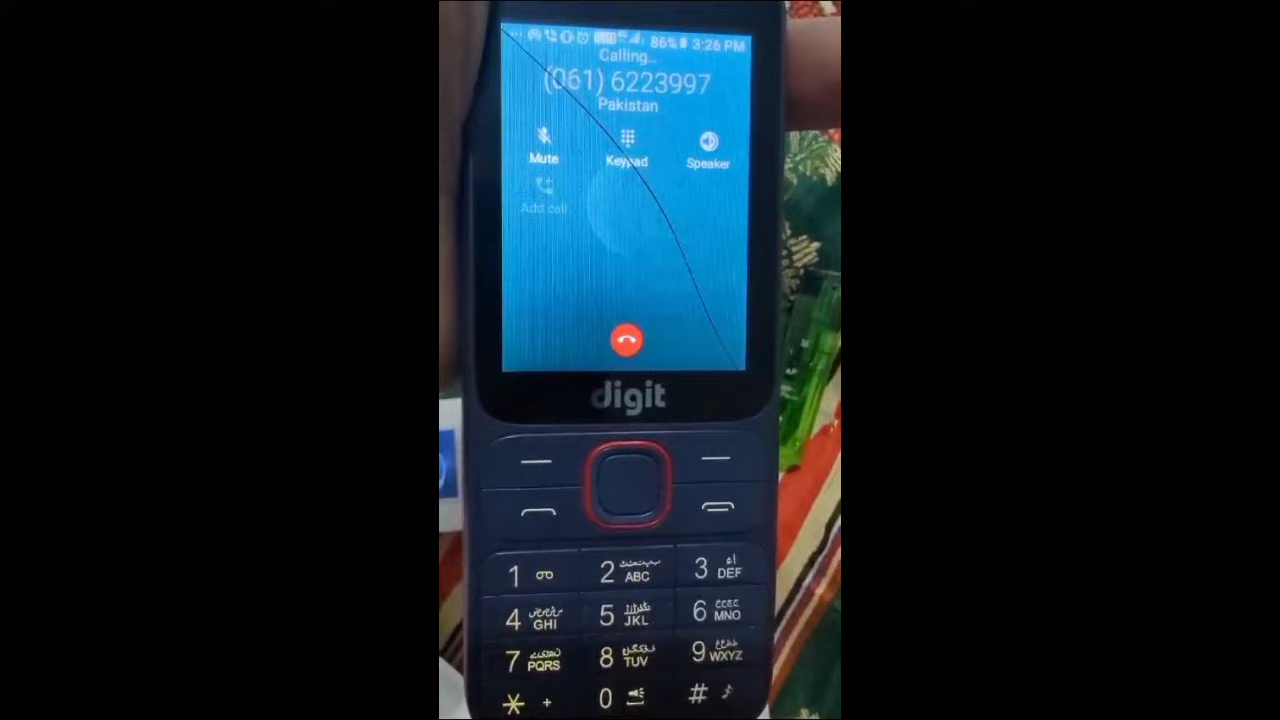 86% 3:26 PM
Calling...
(061) 6223997
Pakistan
Mute Keypad Speaker
Add call
digit
1 2 ABC 3 DEF
4 GHI 5 JKL 6 MNO
7 PQRS 8 TUV 9 WXYZ
* + 0 #